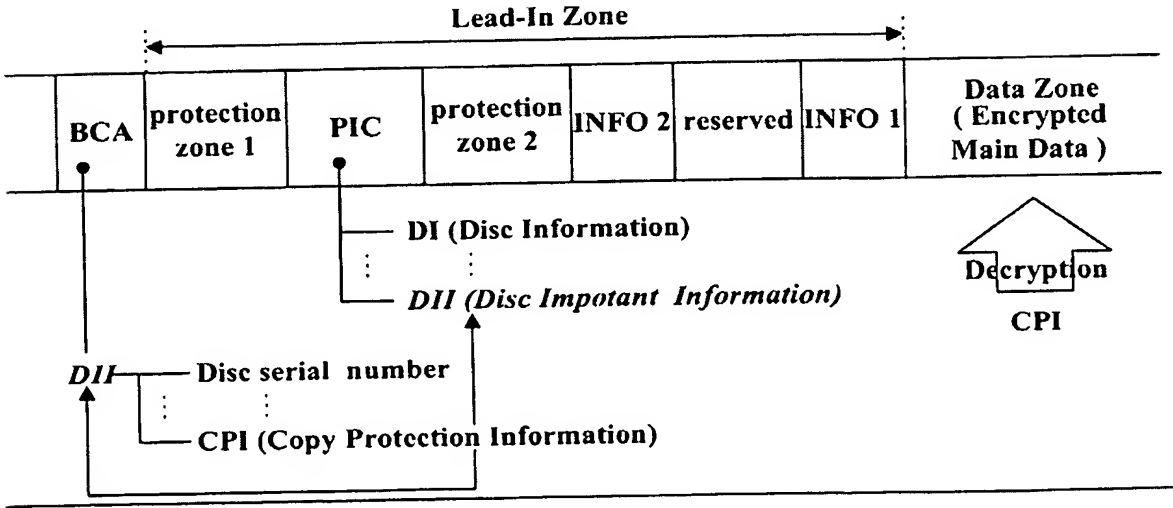 Lead-In Zone
BCA
protection
zone 1
PIC
protection
zone 2
INFO 2
reserved
INFO 1
Data Zone
( Encrypted
Main Data )
DI (Disc Information)
DII (Disc Impotant Information)
Decryption
CPI
DII
Disc serial number
CPI (Copy Protection Information)